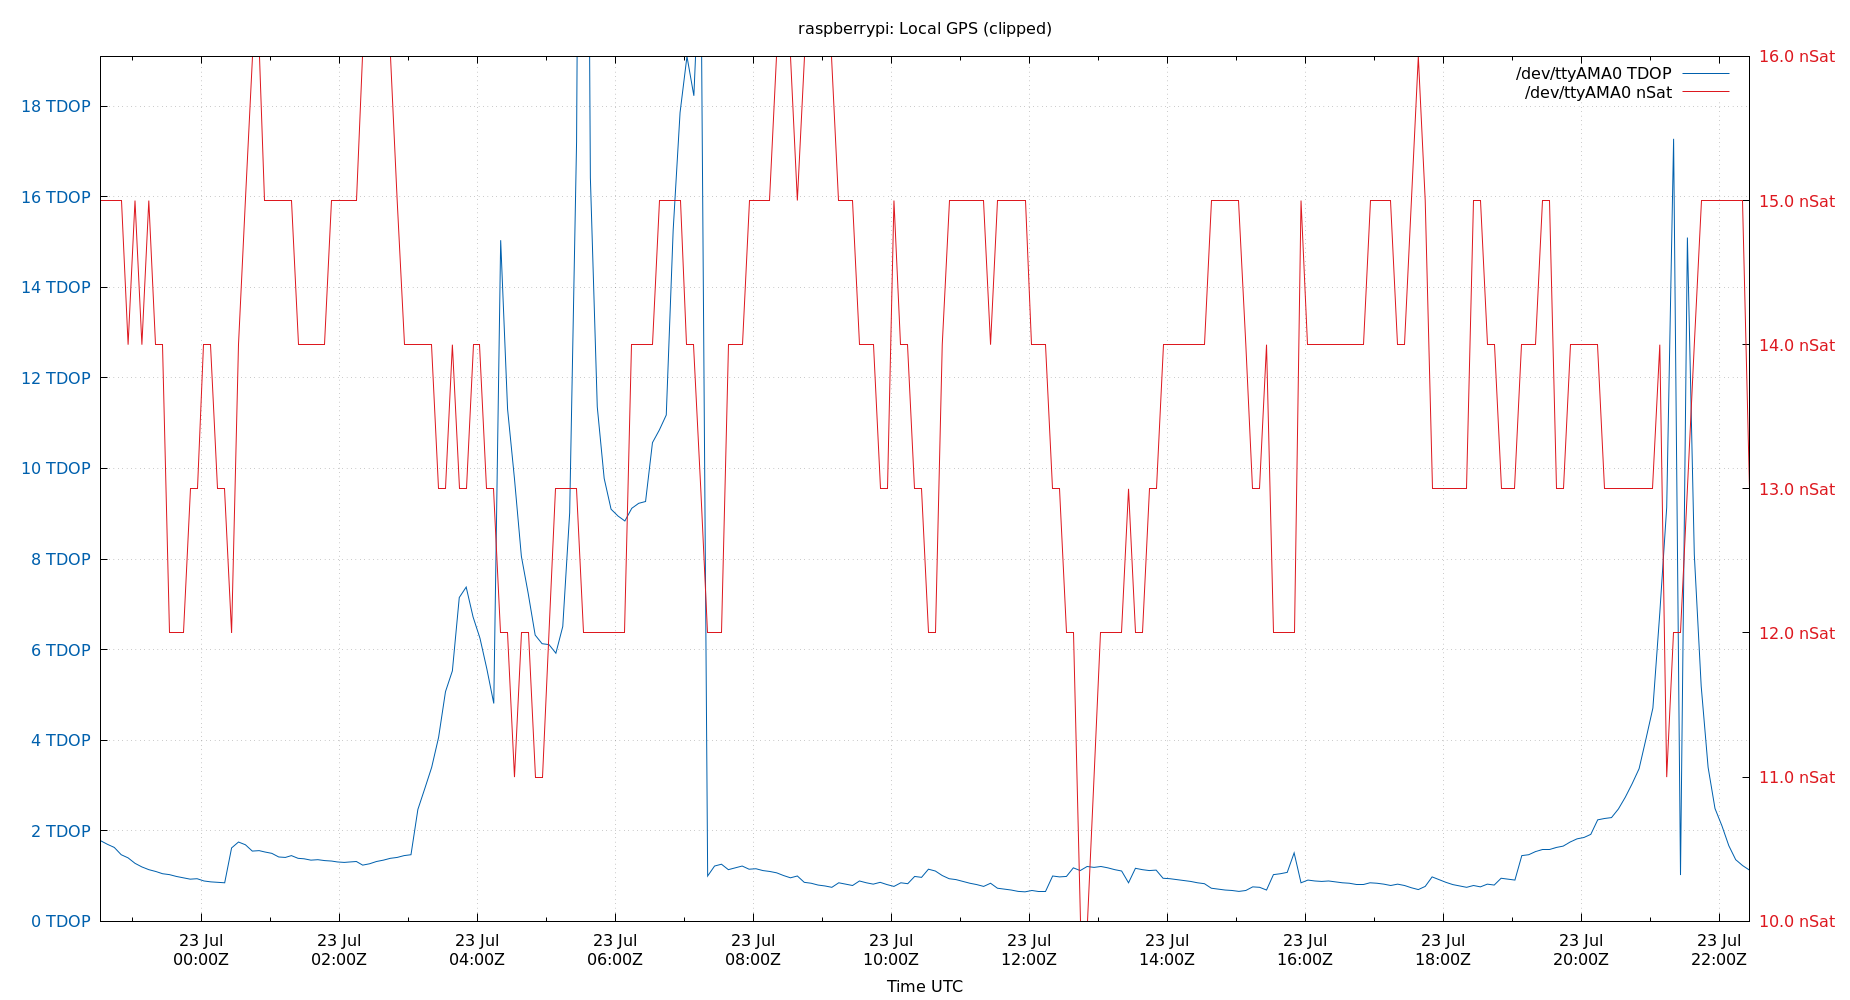 raspberrypi: Local GPS (clipped)
/dev/ttyAMA0 TDOP
/dev/ttyAMA0 nSat
18 TDOP
16 TDOP
14 TDOP
12 TDOP
10 TDOP
8 TDOP
6 TDOP
4 TDOP
2 TDOP
0 TDOP
16.0 nSat
15.0 nSat
14.0 nSat
13.0 nSat
12.0 nSat
11.0 nSat
10.0 nSat
23 Jul 23 Jul 23 Jul 23 Jul 23 Jul 23 Jul 23 Jul 23 Jul 23 Jul 23 Jul 23 Jul 23 Jul
00:00Z 02:00Z 04:00Z 06:00Z 08:00Z 10:00Z 12:00Z 14:00Z 16:00Z 18:00Z 20:00Z 22:00Z
Time UTC